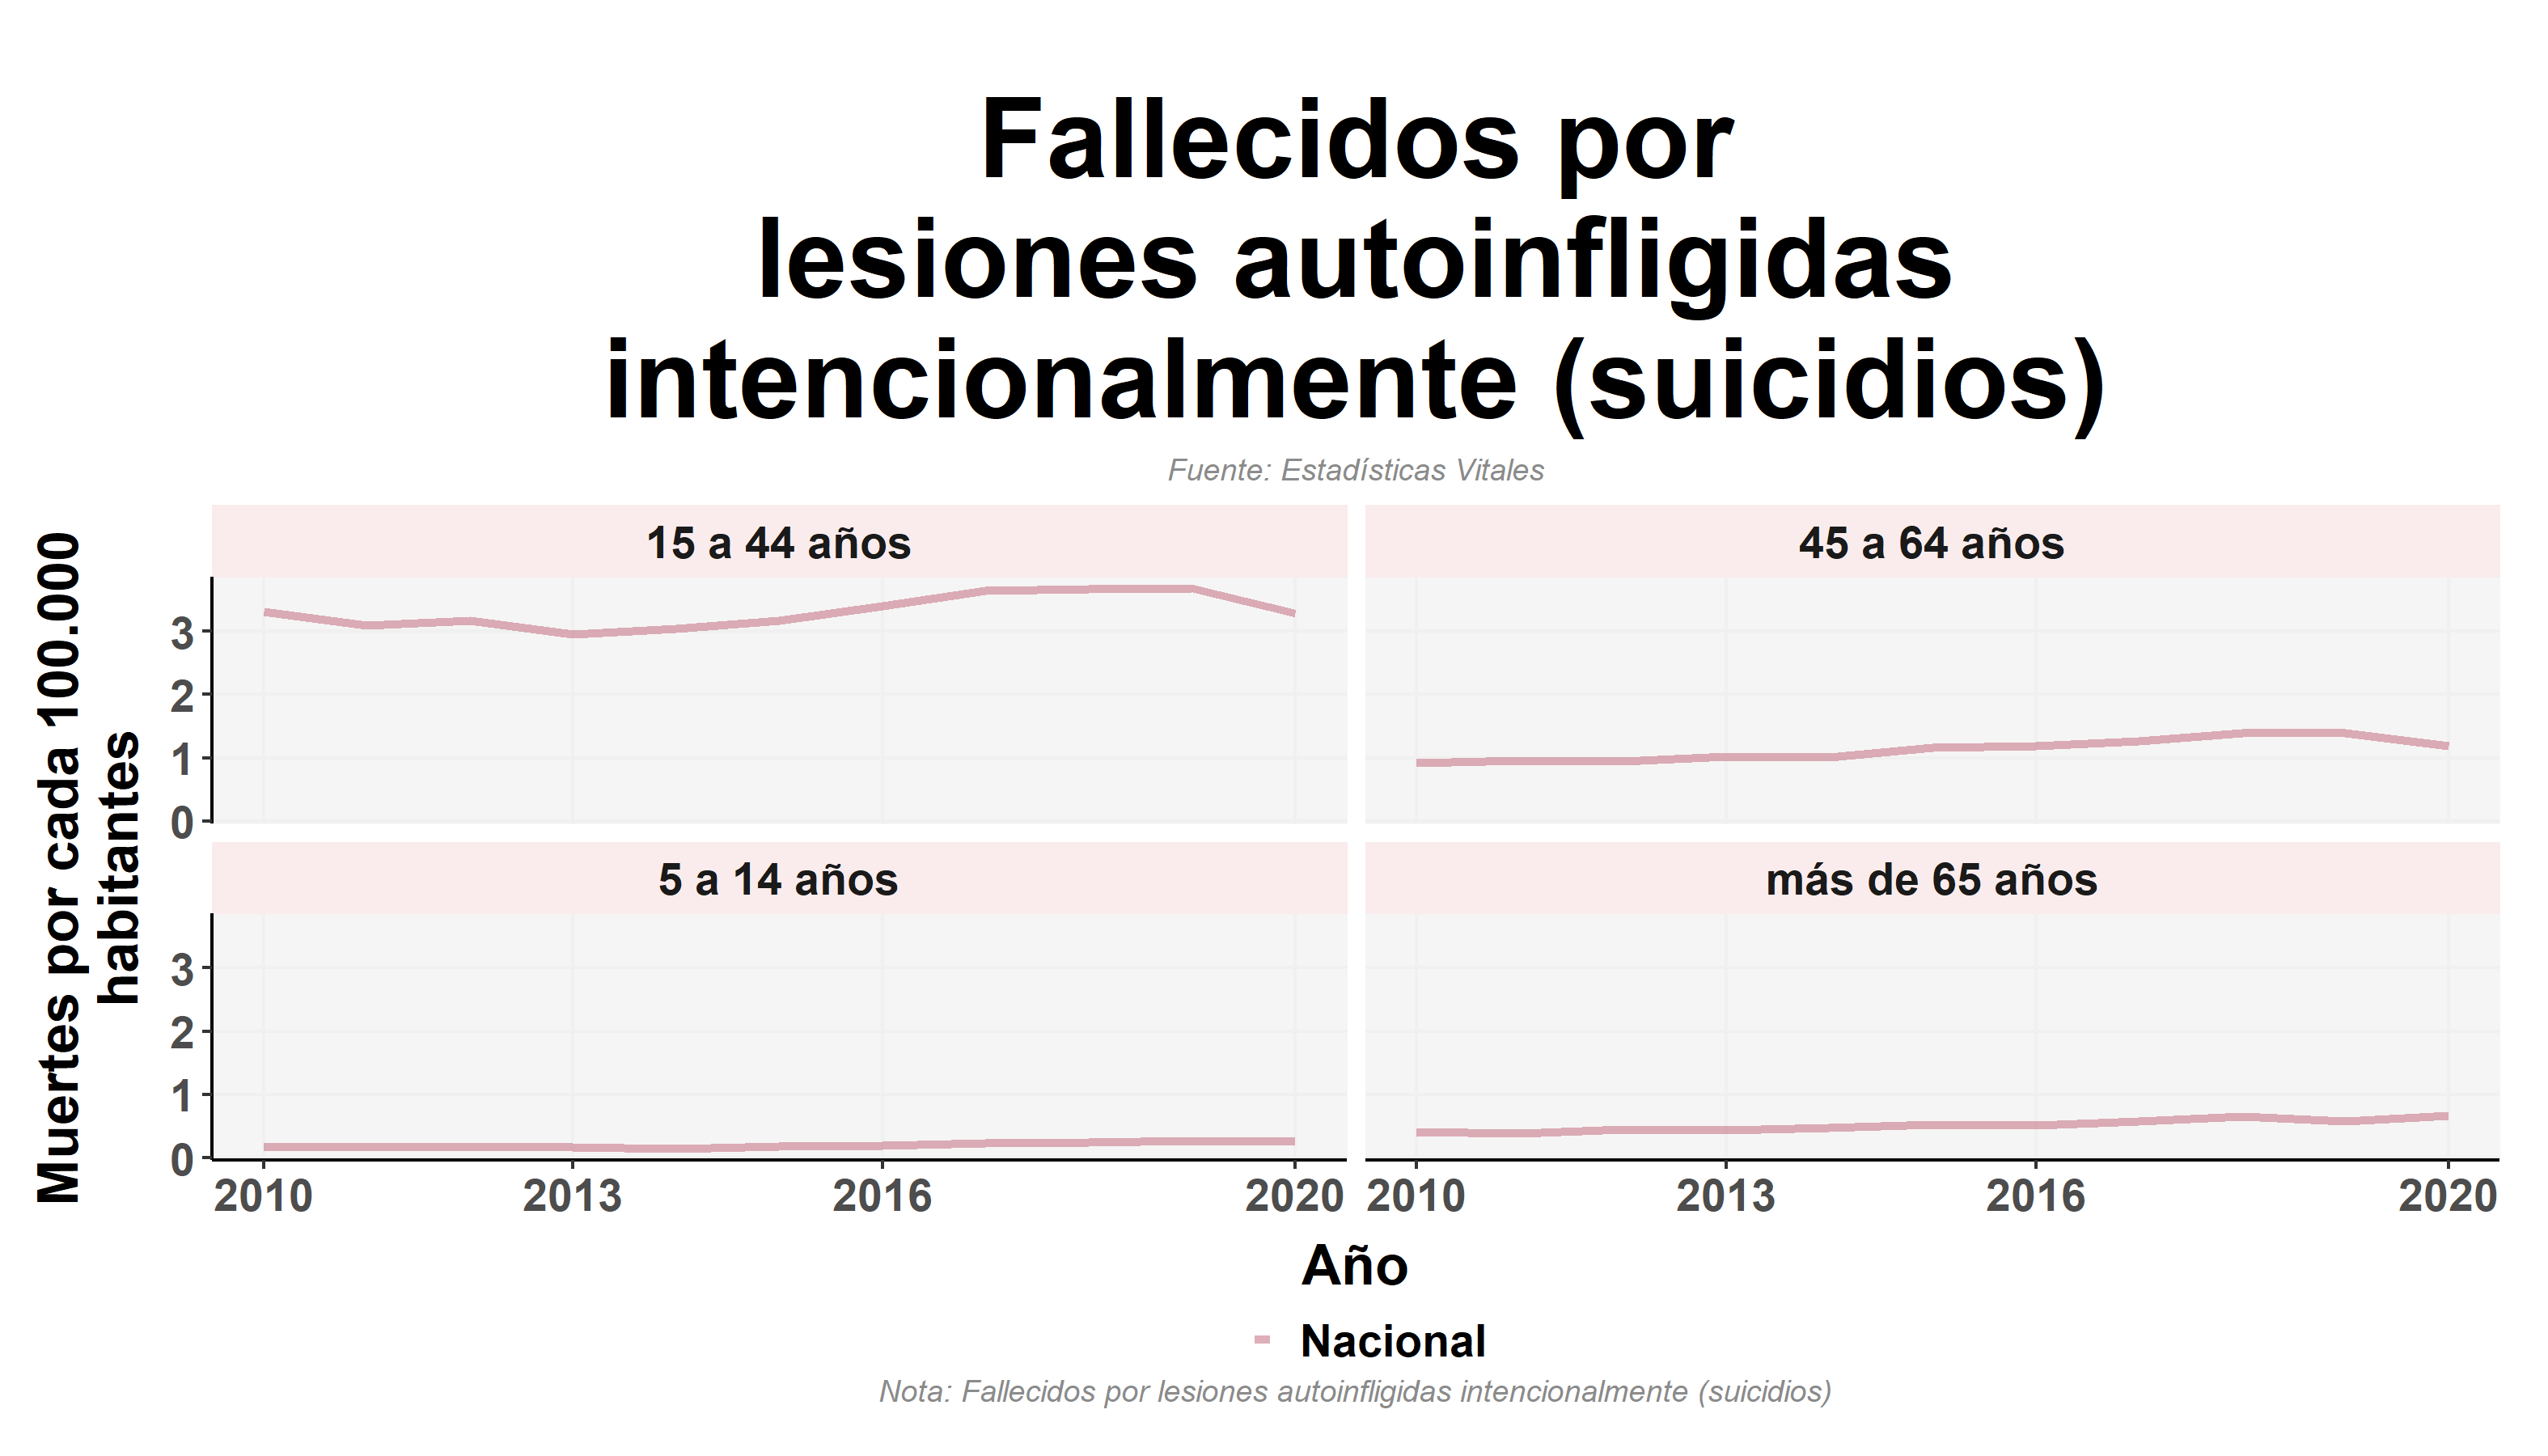 Fallecidos por
lesiones autoinfligidas
intencionalmente (suicidios)
Fuente: Estadísticas Vitales
Muertes por cada 100.000
habitantes
15 a 44 años
3
2
1
0
45 a 64 años
5 a 14 años
3
2
1
0
más de 65 años
2010 2013 2016 2020
2010 2013 2016 2020
Año
Nacional
Nota: Fallecidos por lesiones autoinfligidas intencionalmente (suicidios)